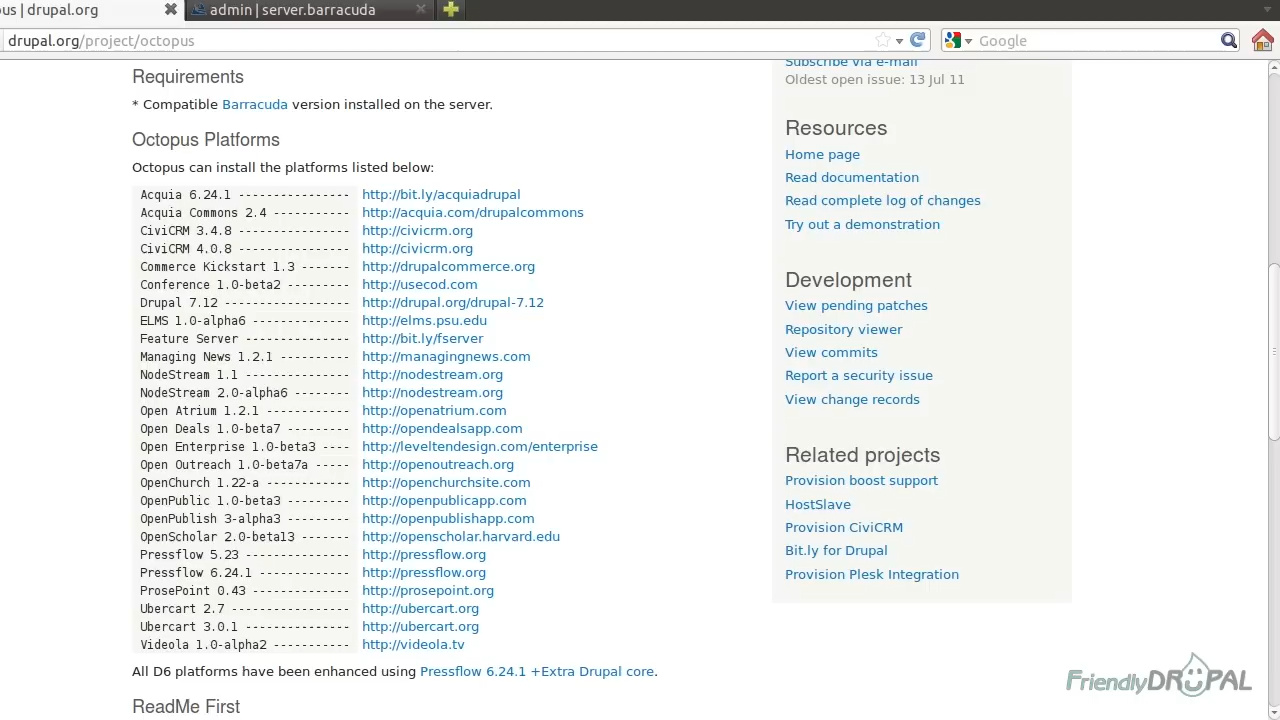 us | drupal.org
admin | server.barracuda
drupal.org/project/octopus
Google
Requirements
* Compatible Barracuda version installed on the server.
Octopus Platforms
Octopus can install the platforms listed below:
Acquia 6.24.1 ---------------- http://bit.ly/acquiadrupal
Acquia Commons 2.4 ----------- http://acquia.com/drupalcommons
CiviCRM 3.4.8 ---------------- http://civicrm.org
CiviCRM 4.0.8 ---------------- http://civicrm.org
Commerce Kickstart 1.3 ------- http://drupalcommerce.org
Conference 1.0-beta2 --------- http://usecod.com
Drupal 7.12 ------------------ http://drupal.org/drupal-7.12
ELMS 1.0-alpha6 -------------- http://elms.psu.edu
Feature Server --------------- http://bit.ly/fserver
Managing News 1.2.1 ---------- http://managingnews.com
NodeStream 1.1 --------------- http://nodestream.org
NodeStream 2.0-alpha6 -------- http://nodestream.org
Open Atrium 1.2.1 ------------ http://openatrium.com
Open Deals 1.0-beta7 --------- http://opendealsapp.com
Open Enterprise 1.0-beta3 ---- http://leveltendesign.com/enterprise
Open Outreach 1.0-beta7a ----- http://openoutreach.org
OpenChurch 1.22-a ------------ http://openchurchsite.com
OpenPublic 1.0-beta3 --------- http://openpublicapp.com
OpenPublish 3-alpha3 --------- http://openpublishapp.com
OpenScholar 2.0-beta13 ------- http://openscholar.harvard.edu
Pressflow 5.23 --------------- http://pressflow.org
Pressflow 6.24.1 ------------- http://pressflow.org
ProsePoint 0.43 -------------- http://prosepoint.org
Ubercart 2.7 ----------------- http://ubercart.org
Ubercart 3.0.1 --------------- http://ubercart.org
Videola 1.0-alpha2 ----------- http://videola.tv
All D6 platforms have been enhanced using Pressflow 6.24.1 +Extra Drupal core.
ReadMe First
Subscribe via e-mail
Oldest open issue: 13 Jul 11
Resources
Home page
Read documentation
Read complete log of changes
Try out a demonstration
Development
View pending patches
Repository viewer
View commits
Report a security issue
View change records
Related projects
Provision boost support
HostSlave
Provision CiviCRM
Bit.ly for Drupal
Provision Plesk Integration
FriendlyDRUPAL